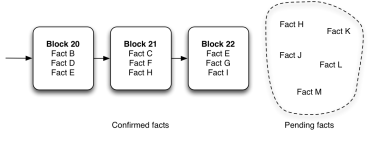 Block 20
Fact B
Fact D
Fact E
Block 21
Fact C
Fact F
Fact H
Block 22
Fact E
Fact G
Fact I
Fact H
Fact K
Fact J
Fact L
Fact M
Confirmed facts
Pending facts